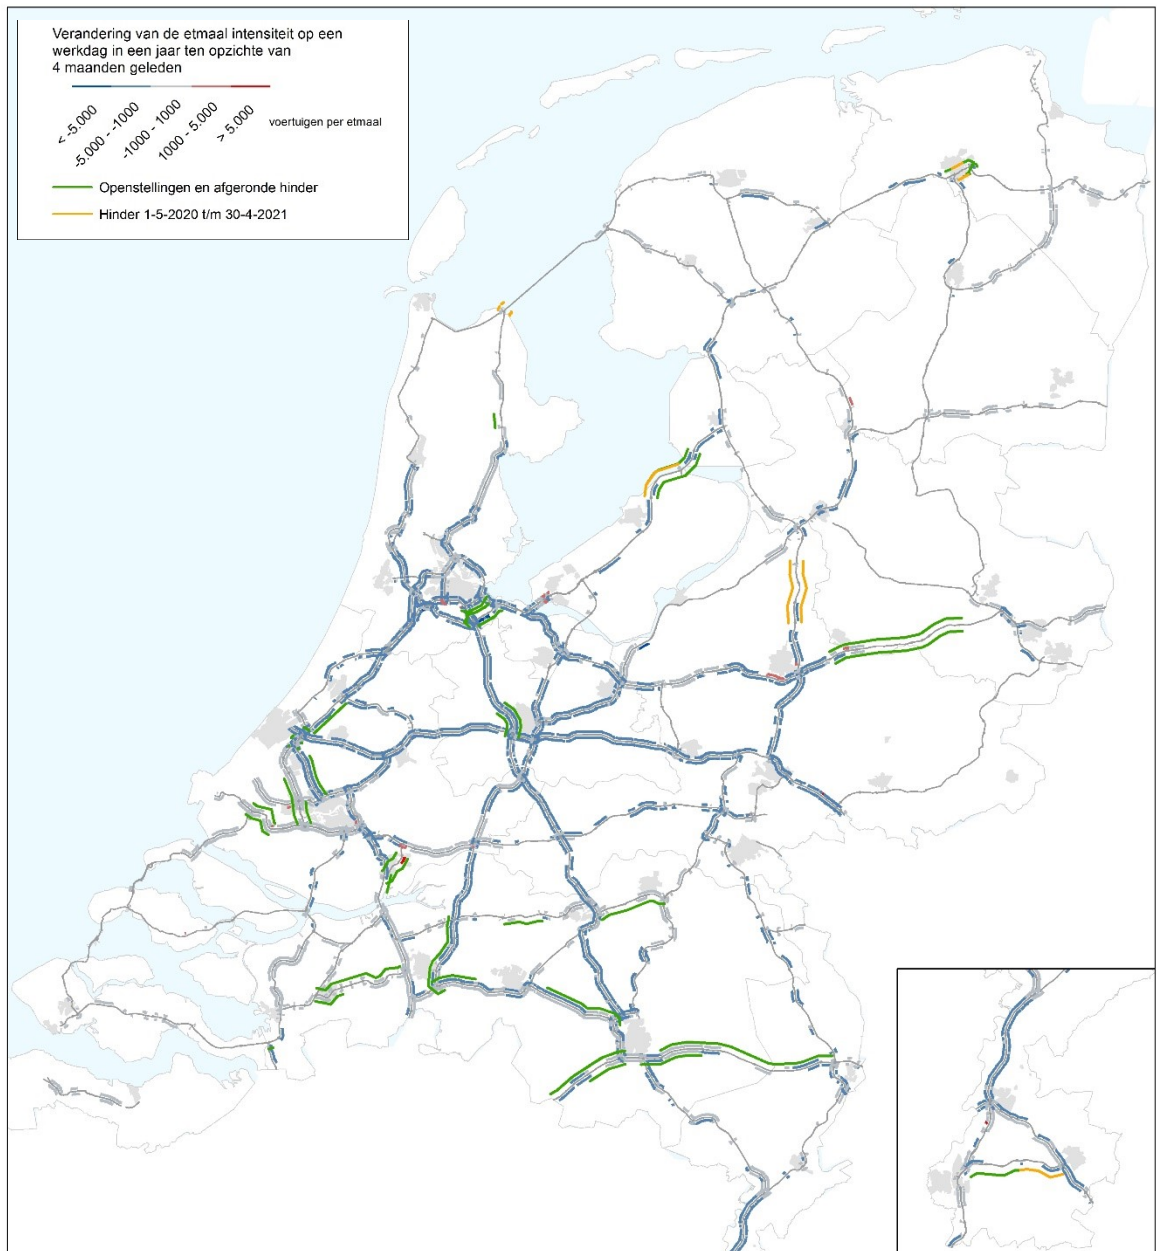 Verandering van de etmaal intensiteit op een
werkdag in een jaar ten opzichte van
4 maanden geleden
< -5.000
-5.000 - -1000
-1000 - 1000
1000 - 5.000
> 5.000
voertuigen per etmaal
Openstellingen en afgeronde hinder
Hinder 1-5-2020 t/m 30-4-2021